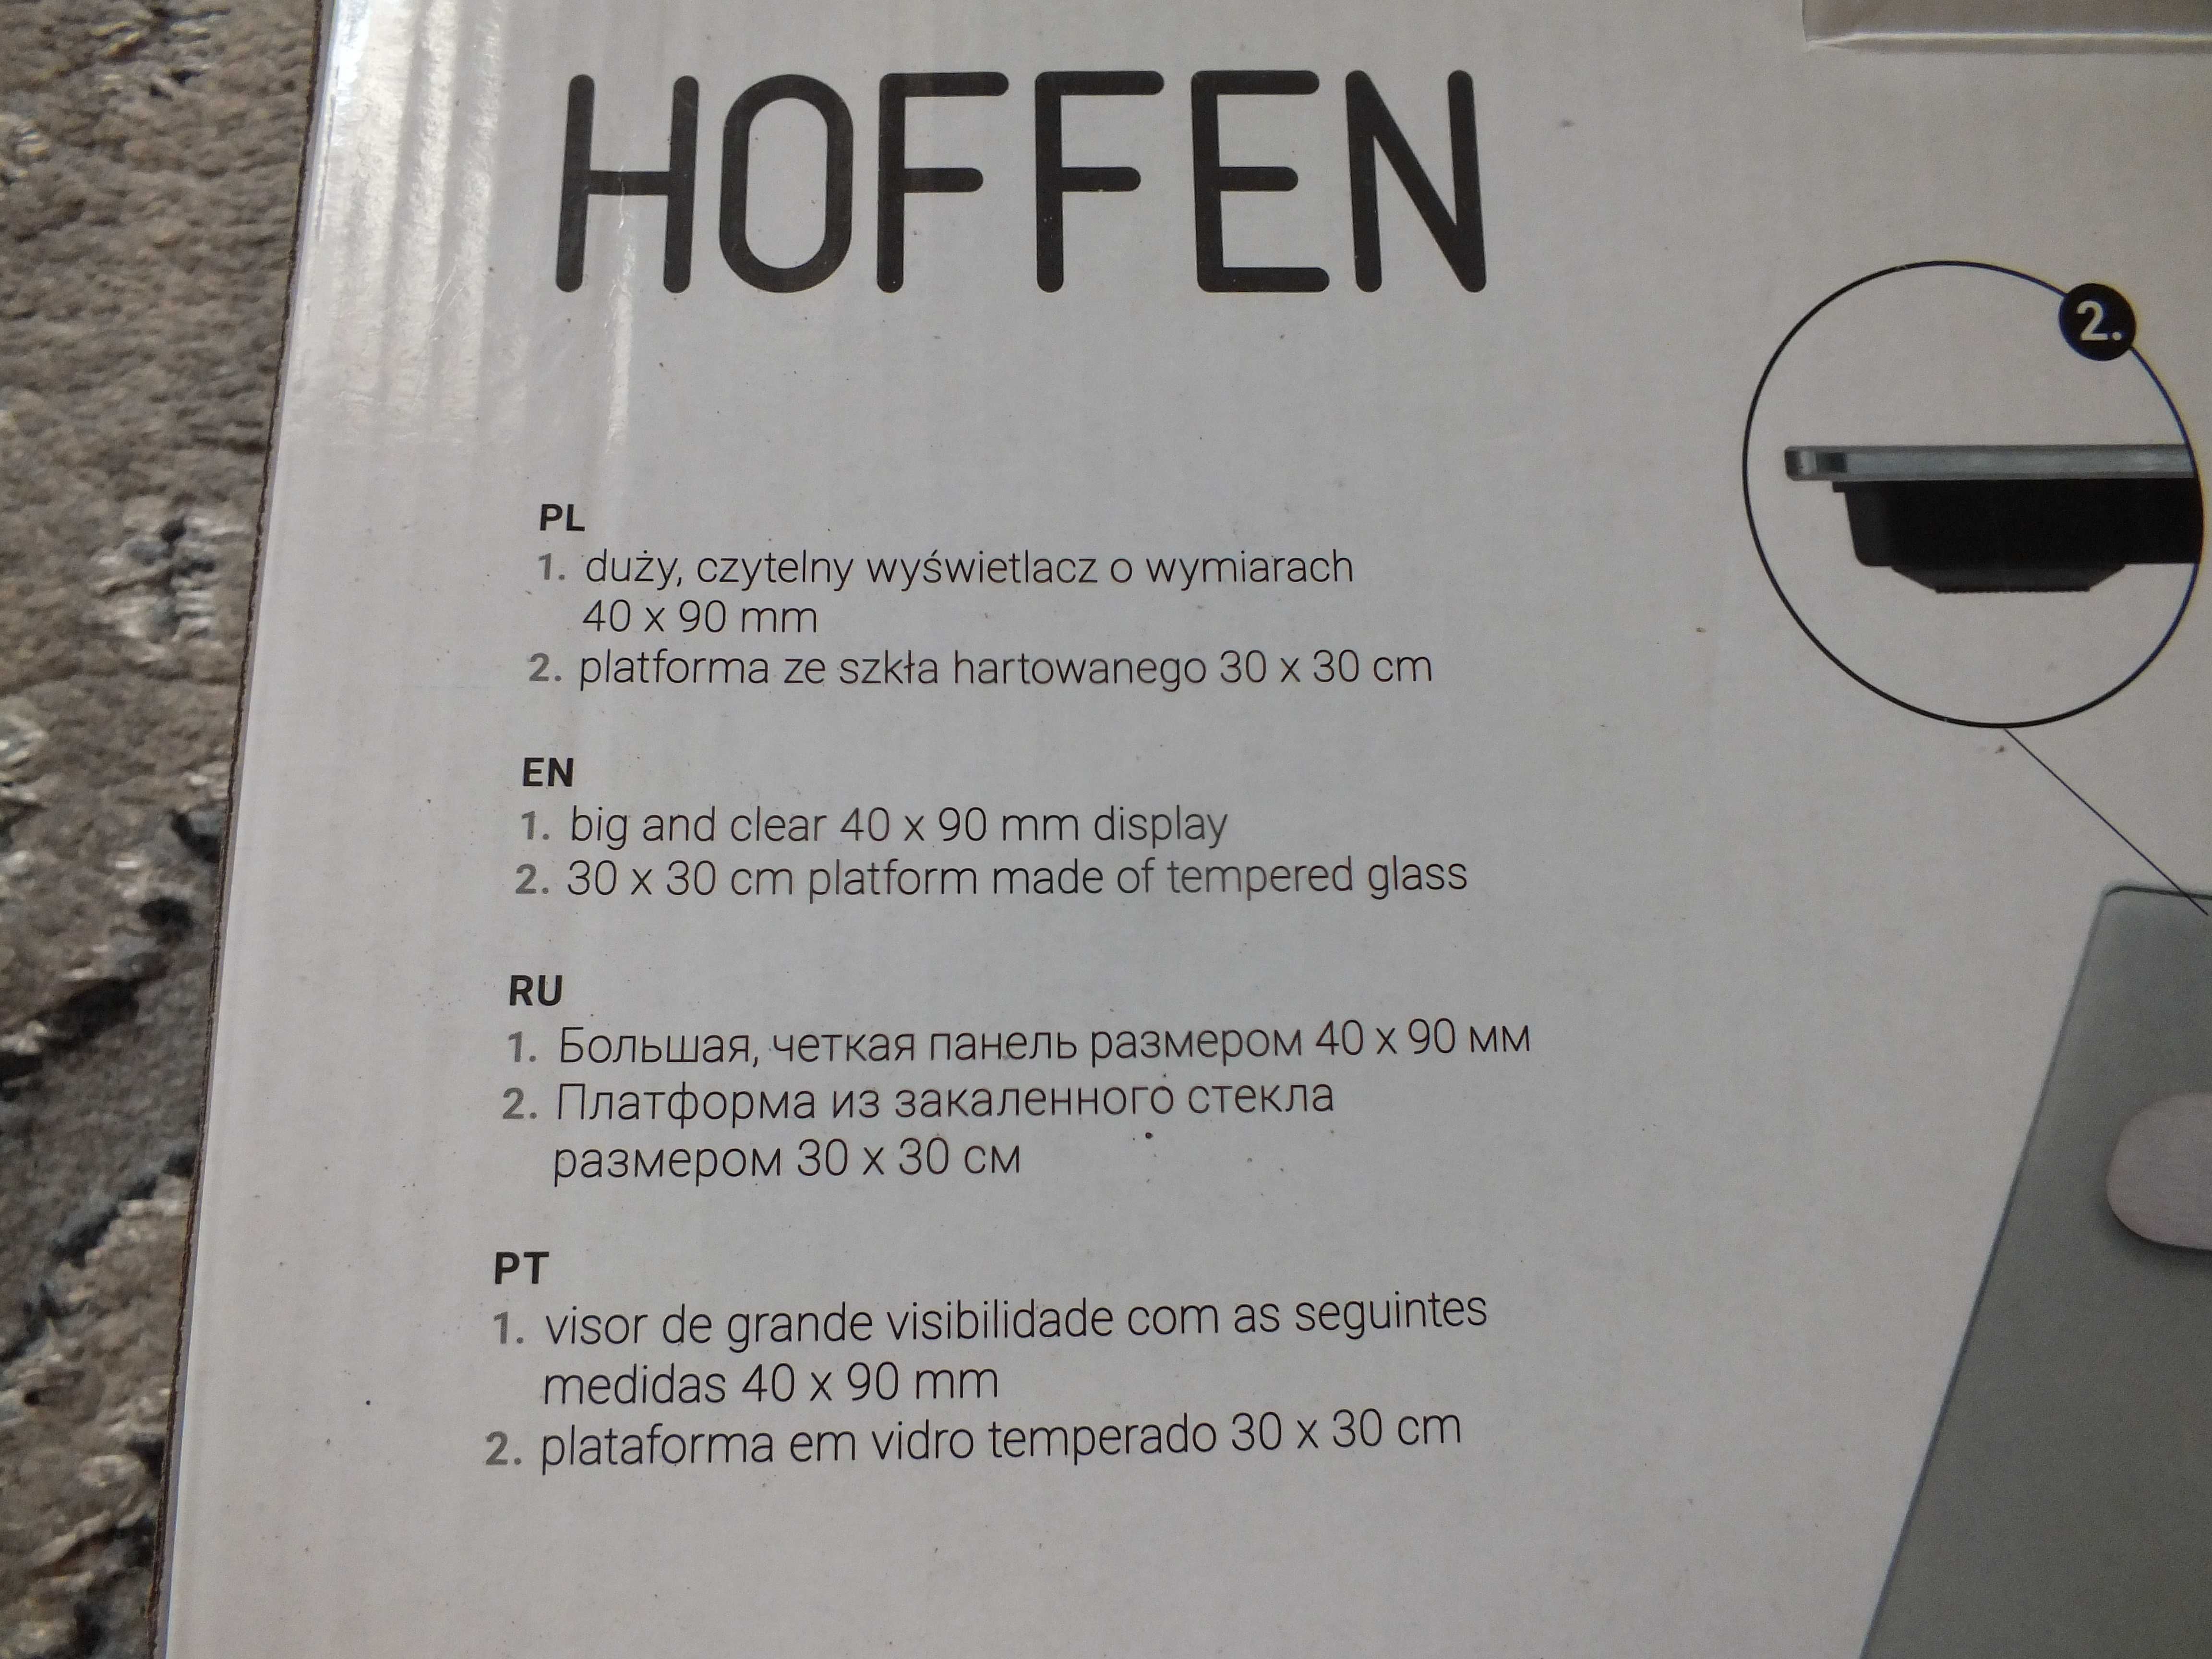 HOFFEN
2.
PL
1. duży, czytelny wyświetlacz o wymiarach
40 x 90 mm
2. platforma ze szkła hartowanego 30 x 30 cm
EN
1. big and clear 40 x 90 mm display
2. 30 x 30 cm platform made of tempered glass
RU
1. Большая, четкая панель размером 40 x 90 мм
2. Платформа из закаленного стекла
размером 30 x 30 см
PT
1. visor de grande visibilidade com as seguintes
medidas 40 x 90 mm
2. plataforma em vidro temperado 30 x 30 cm